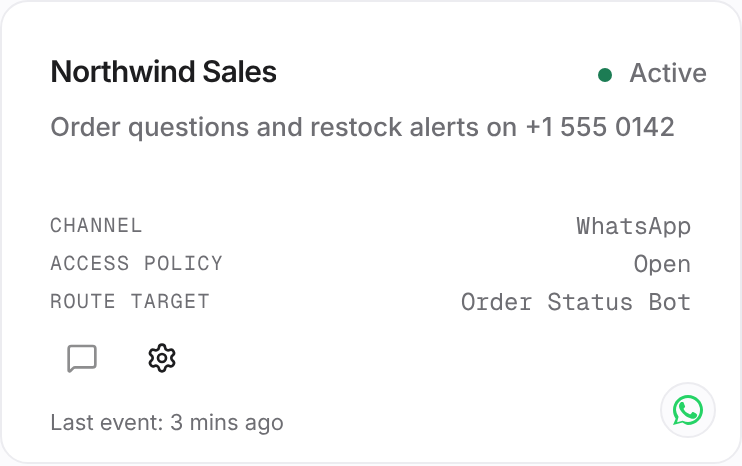 Northwind Sales
Active
Order questions and restock alerts on +1 555 0142
CHANNEL WhatsApp
ACCESS POLICY Open
ROUTE TARGET Order Status Bot
Last event: 3 mins ago